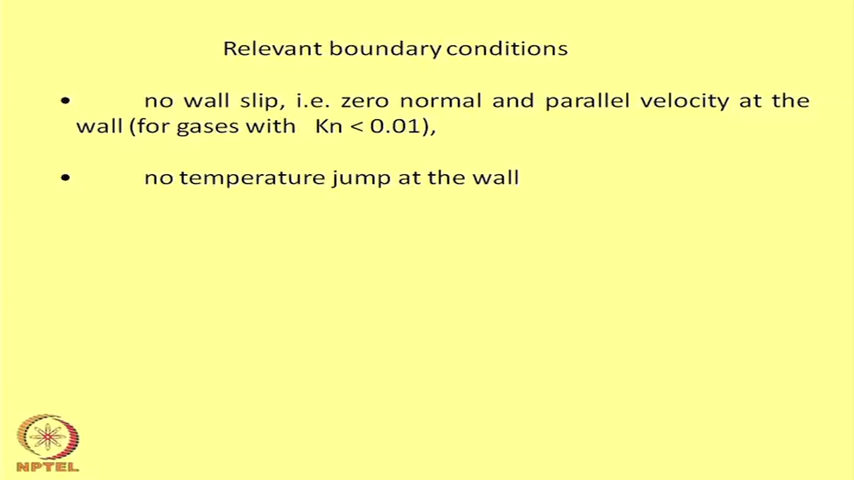 Relevant boundary conditions
• no wall slip, i.e. zero normal and parallel velocity at the
wall (for gases with Kn < 0.01),
• no temperature jump at the wall
NPTEL